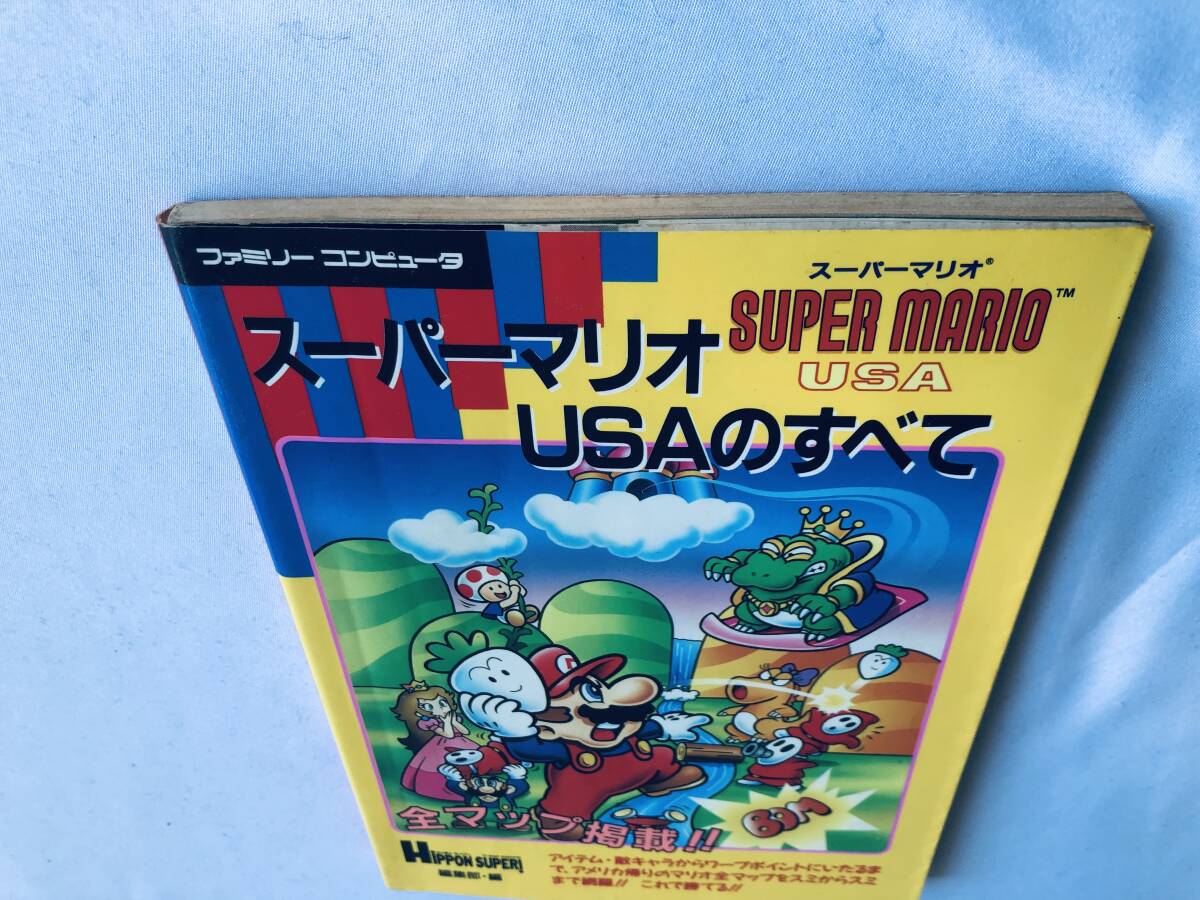 ファミリー コンピュータ
スーパーマリオ®
SUPER MARIO™
USA
スーパーマリオ
USAのすべて
M
BOM
全マップ掲載!!
HIPPON SUPER!
アイテム・敵キャラからワープポイントにいたるま
で、アメリカ帰りのマリオ全マップをスミからスミ
まで網羅!! これで勝てる!!